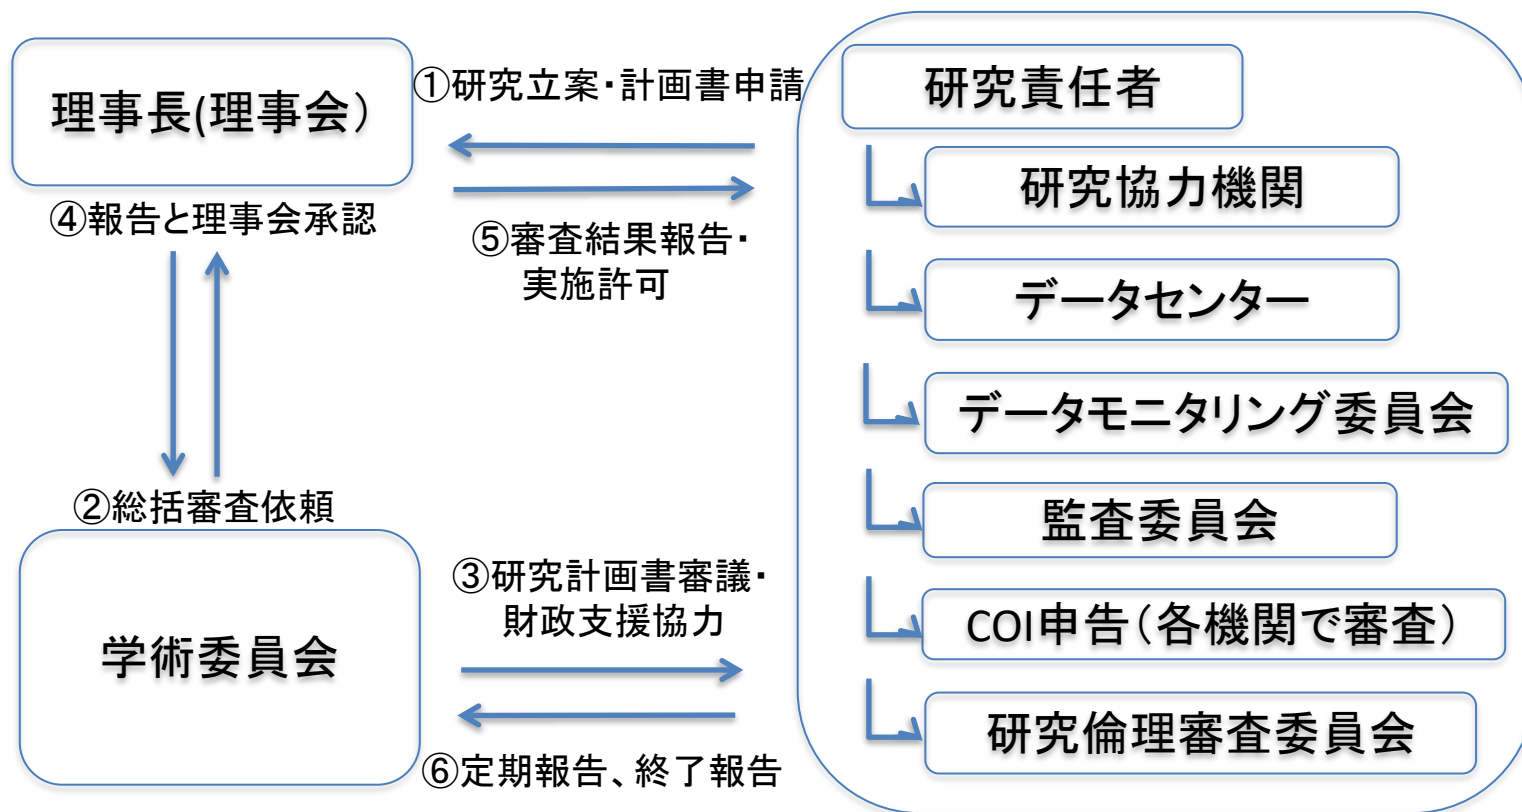 理事長(理事会）
①研究立案・計画書申請
④報告と理事会承認
⑤審査結果報告・
実施許可
②総括審査依頼
学術委員会
③研究計画書審議・
財政支援協力
⑥定期報告、終了報告
研究責任者
研究協力機関
データセンター
データモニタリング委員会
監査委員会
COI申告（各機関で審査）
研究倫理審査委員会